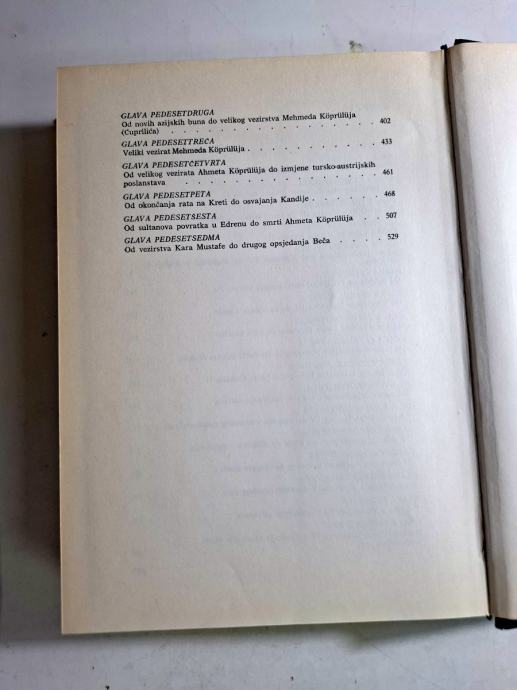 GLAVA PEDESETDRUGA
Od novih azijskih buna do velikog vezirstva Mehmeda Köprülüja
(Ćuprilića) . . . . . . . . . . . . 402
GLAVA PEDESETTREĆA
Veliki vezirat Mehmeda Köprülüja . . . . . . . . 433
GLAVA PEDESETČETVRTA
Od velikog vezirata Ahmeta Köprülüja do izmjene tursko-austrijskih
poslanstava . . . . . . . . . . . . 461
GLAVA PEDESETPETA
Od okončanja rata na Kreti do osvajanja Kandije . . . . . 468
GLAVA PEDESETŠESTA
Od sultanova povratka u Edrenu do smrti Ahmeta Köprülüja . . 507
GLAVA PEDESETSEDMA
Od vezirstva Kara Mustafe do drugog opsjedanja Beča . . . . 529